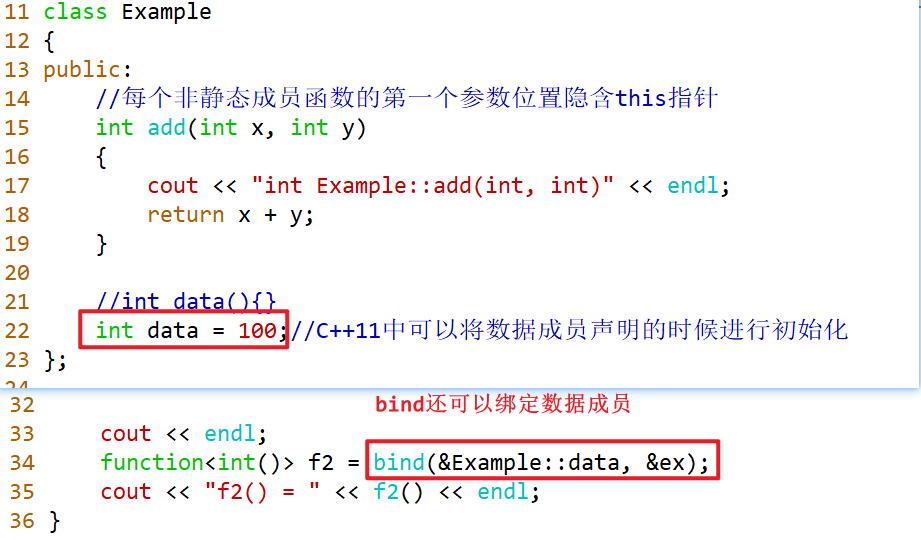 11 class Example
12 {
13 public:
14     //每个非静态成员函数的第一个参数位置隐含this指针
15     int add(int x, int y)
16     {
17         cout << "int Example::add(int, int)" << endl;
18         return x + y;
19     }
20
21     //int data(){}
22     int data = 100;//C++11中可以将数据成员声明的时候进行初始化
23 };
24
32 bind还可以绑定数据成员
33     cout << endl;
34     function<int()> f2 = bind(&Example::data, &ex);
35     cout << "f2() = " << f2() << endl;
36 }